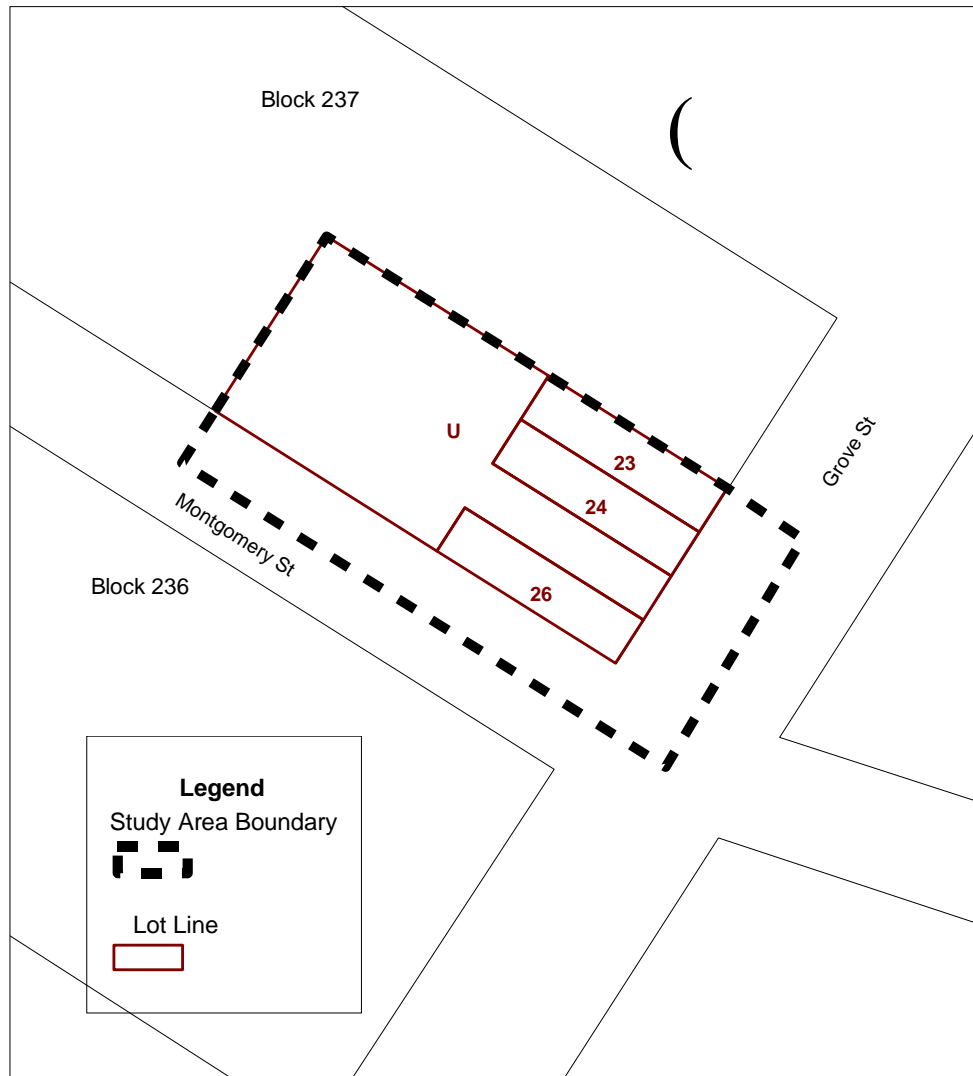 Block 237
(
Grove St
U
23
24
26
Montgomery St
Block 236
Legend
Study Area Boundary
Lot Line